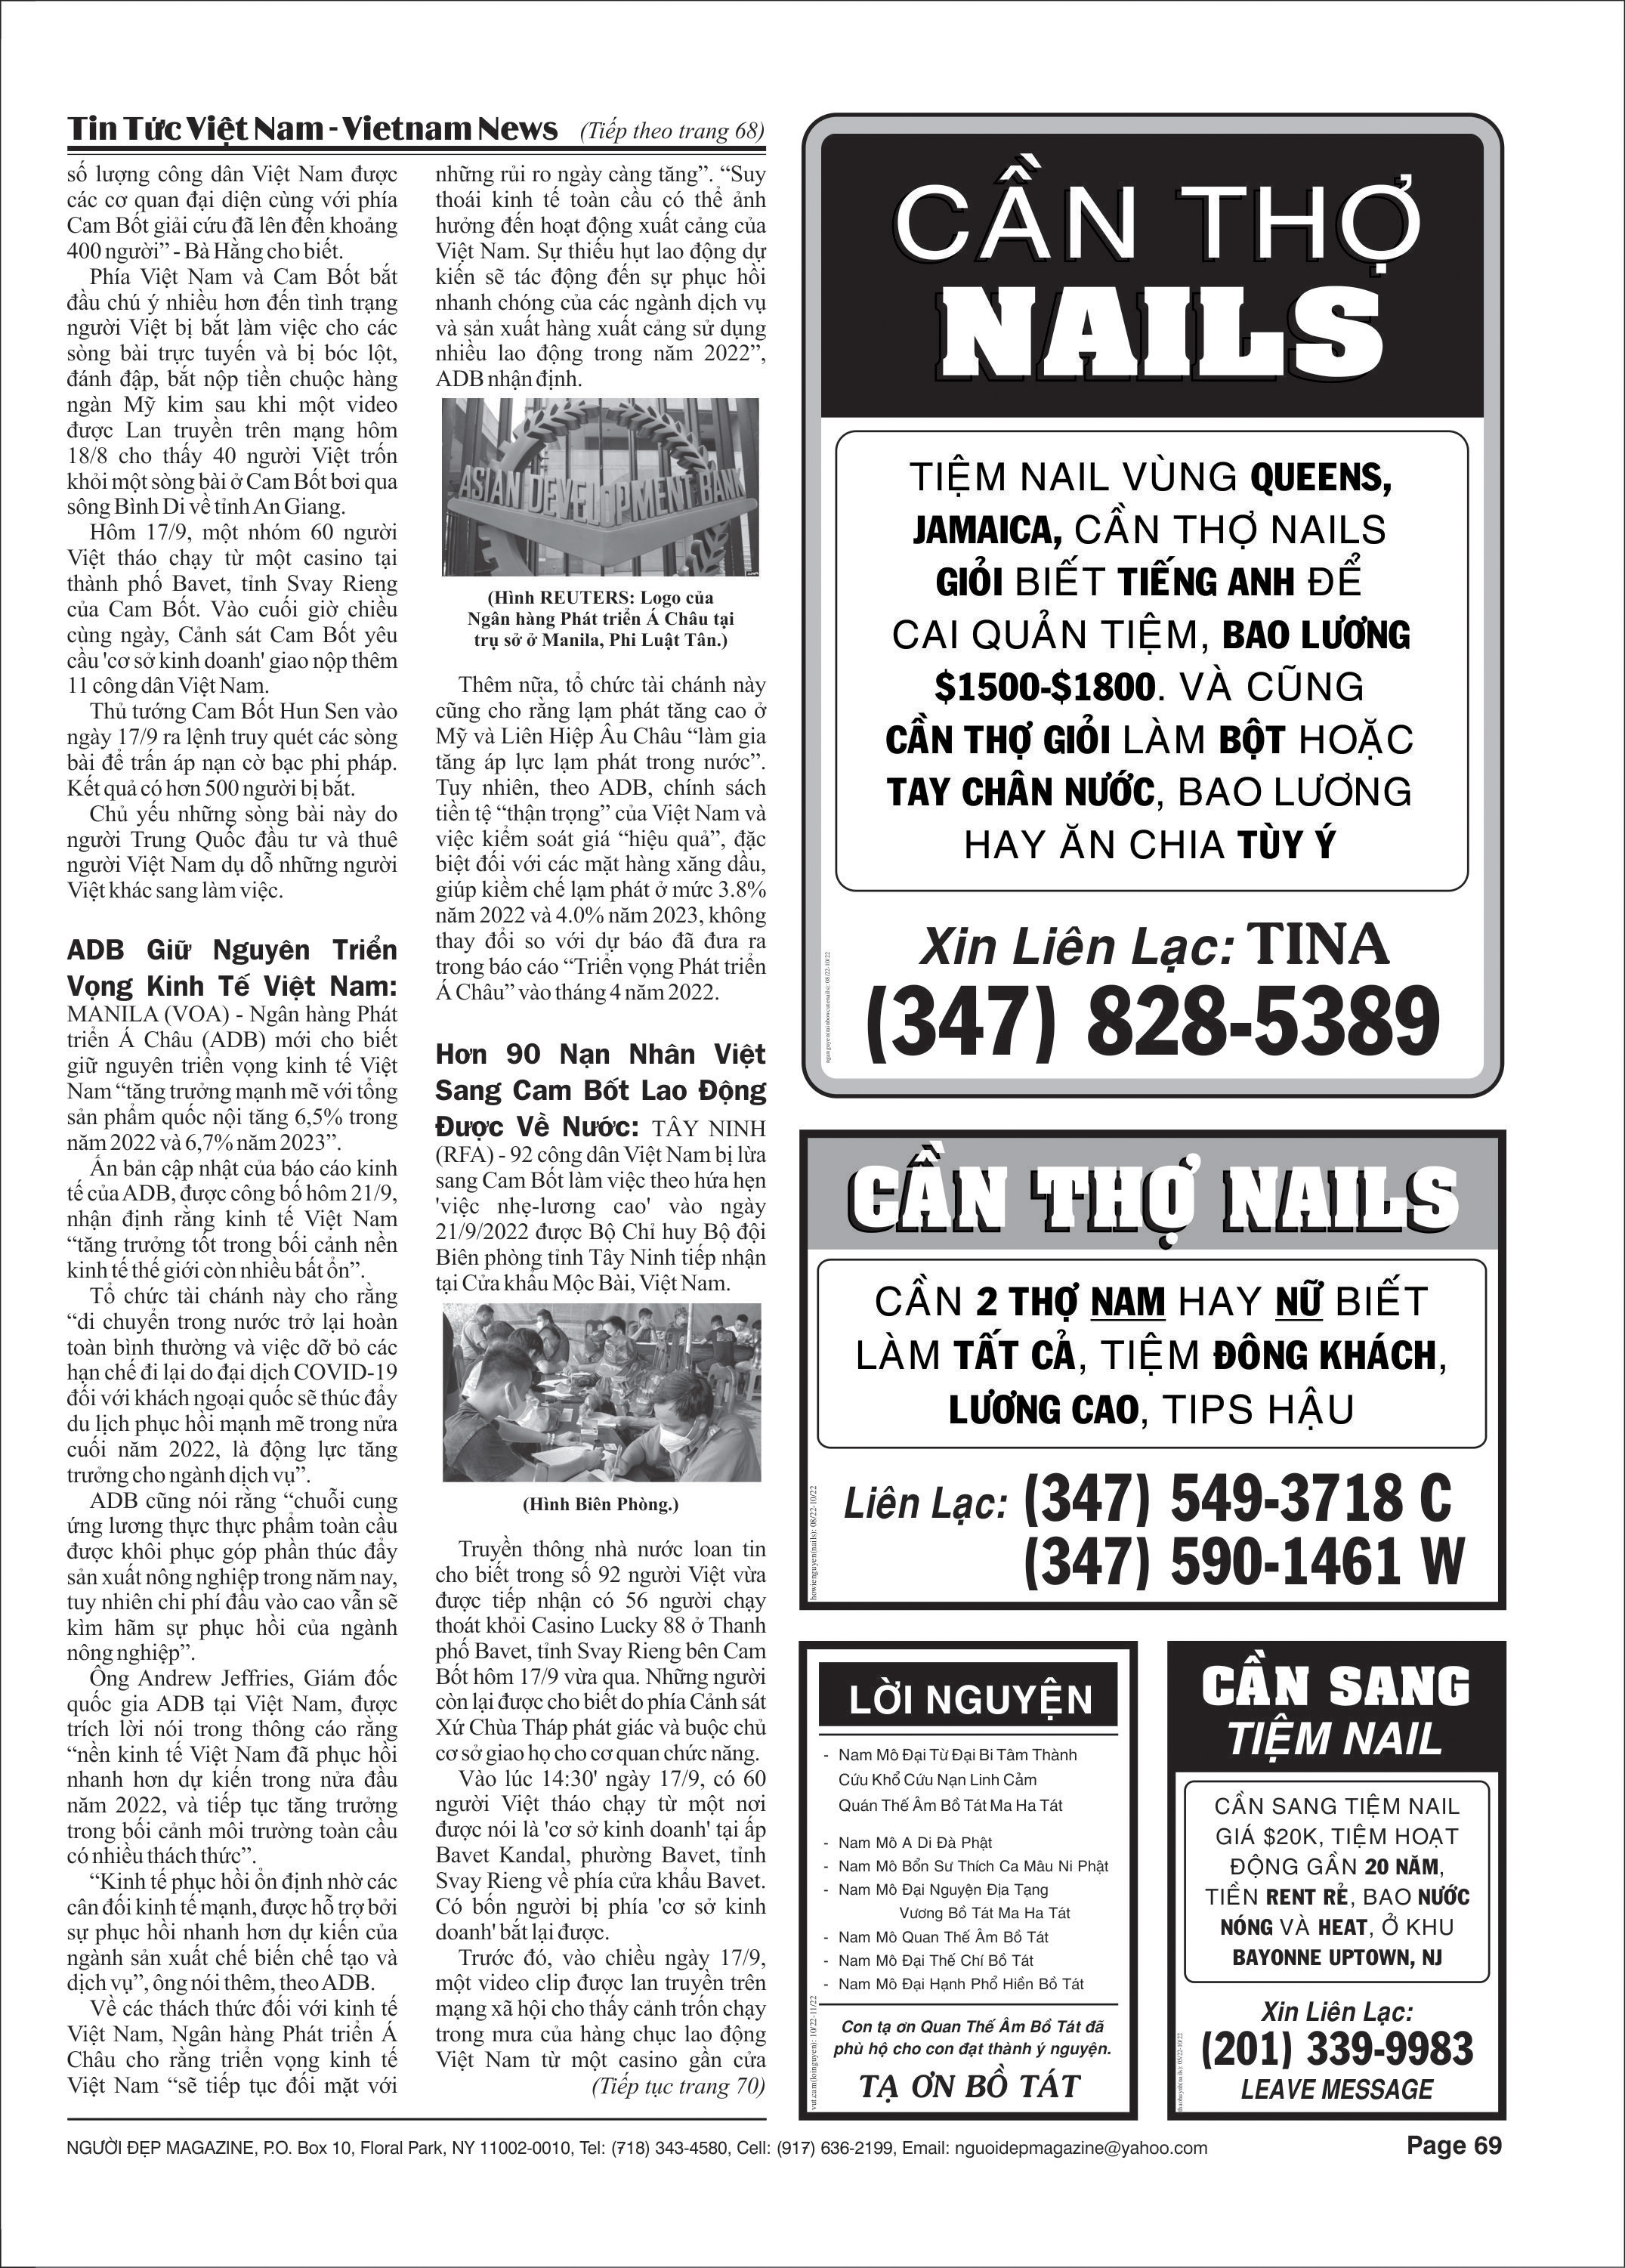 Tin Tức Việt Nam - Vietnam News (Tiếp theo trang 68)
số lượng công dân Việt Nam được
các cơ quan đại diện cùng với phía
Cam Bốt giải cứu đã lên đến khoảng
400 người” - Bà Hằng cho biết.
Phía Việt Nam và Cam Bốt bắt
đầu chú ý nhiều hơn đến tình trạng
người Việt bị bắt làm việc cho các
sòng bài trực tuyến và bị bóc lột,
đánh đập, bắt nộp tiền chuộc hàng
ngàn Mỹ kim sau khi một video
được Lan truyền trên mạng hôm
18/8 cho thấy 40 người Việt trốn
khỏi một sòng bài ở Cam Bốt bơi qua
sông Bình Di về tỉnh An Giang.
Hôm 17/9, một nhóm 60 người
Việt tháo chạy từ một casino tại
thành phố Bavet, tỉnh Svay Rieng
của Cam Bốt. Vào cuối giờ chiều
cùng ngày, Cảnh sát Cam Bốt yêu
cầu 'cơ sở kinh doanh' giao nộp thêm
11 công dân Việt Nam.
Thủ tướng Cam Bốt Hun Sen vào
ngày 17/9 ra lệnh truy quét các sòng
bài để trấn áp nạn cờ bạc phi pháp.
Kết quả có hơn 500 người bị bắt.
Chủ yếu những sòng bài này do
người Trung Quốc đầu tư và thuê
người Việt Nam dụ dỗ những người
Việt khác sang làm việc.
ADB Giữ Nguyên Triển
Vọng Kinh Tế Việt Nam:
MANILA (VOA) - Ngân hàng Phát
triển Á Châu (ADB) mới cho biết
giữ nguyên triển vọng kinh tế Việt
Nam “tăng trưởng mạnh mẽ với tổng
sản phẩm quốc nội tăng 6,5% trong
năm 2022 và 6,7% năm 2023”.
Ấn bản cập nhật của báo cáo kinh
tế của ADB, được công bố hôm 21/9,
nhận định rằng kinh tế Việt Nam
“tăng trưởng tốt trong bối cảnh nền
kinh tế thế giới còn nhiều bất ổn”.
Tổ chức tài chánh này cho rằng
“di chuyển trong nước trở lại hoàn
toàn bình thường và việc dỡ bỏ các
hạn chế đi lại do đại dịch COVID-19
đối với khách ngoại quốc sẽ thúc đẩy
du lịch phục hồi mạnh mẽ trong nửa
cuối năm 2022, là động lực tăng
trưởng cho ngành dịch vụ”.
ADB cũng nói rằng “chuỗi cung
ứng lương thực thực phẩm toàn cầu
được khôi phục góp phần thúc đẩy
sản xuất nông nghiệp trong năm nay,
tuy nhiên chi phí đầu vào cao vẫn sẽ
kìm hãm sự phục hồi của ngành
nông nghiệp”.
Ông Andrew Jeffries, Giám đốc
quốc gia ADB tại Việt Nam, được
trích lời nói trong thông cáo rằng
“nền kinh tế Việt Nam đã phục hồi
nhanh hơn dự kiến trong nửa đầu
năm 2022, và tiếp tục tăng trưởng
trong bối cảnh môi trường toàn cầu
có nhiều thách thức”.
“Kinh tế phục hồi ổn định nhờ các
cân đối kinh tế mạnh, được hỗ trợ bởi
sự phục hồi nhanh hơn dự kiến của
ngành sản xuất chế biến chế tạo và
dịch vụ”, ông nói thêm, theo ADB.
Về các thách thức đối với kinh tế
Việt Nam, Ngân hàng Phát triển Á
Châu cho rằng triển vọng kinh tế
Việt Nam “sẽ tiếp tục đối mặt với
những rủi ro ngày càng tăng”. “Suy
thoái kinh tế toàn cầu có thể ảnh
hưởng đến hoạt động xuất cảng của
Việt Nam. Sự thiếu hụt lao động dự
kiến sẽ tác động đến sự phục hồi
nhanh chóng của các ngành dịch vụ
và sản xuất hàng xuất cảng sử dụng
nhiều lao động trong năm 2022”,
ADB nhận định.
ASIAN DEVELOPMENT BANK
(Hình REUTERS: Logo của
Ngân hàng Phát triển Á Châu tại
trụ sở ở Manila, Phi Luật Tân.)
Thêm nữa, tổ chức tài chánh này
cũng cho rằng lạm phát tăng cao ở
Mỹ và Liên Hiệp Âu Châu “làm gia
tăng áp lực lạm phát trong nước”.
Tuy nhiên, theo ADB, chính sách
tiền tệ “thận trọng” của Việt Nam và
việc kiểm soát giá “hiệu quả”, đặc
biệt đối với các mặt hàng xăng dầu,
giúp kiềm chế lạm phát ở mức 3.8%
năm 2022 và 4.0% năm 2023, không
thay đổi so với dự báo đã đưa ra
trong báo cáo “Triển vọng Phát triển
Á Châu” vào tháng 4 năm 2022.
Hơn 90 Nạn Nhân Việt
Sang Cam Bốt Lao Động
Được Về Nước: TÂY NINH
(RFA) - 92 công dân Việt Nam bị lừa
sang Cam Bốt làm việc theo hứa hẹn
'việc nhẹ-lương cao' vào ngày
21/9/2022 được Bộ Chỉ huy Bộ đội
Biên phòng tỉnh Tây Ninh tiếp nhận
tại Cửa khẩu Mộc Bài, Việt Nam.
(Hình Biên Phòng.)
Truyền thông nhà nước loan tin
cho biết trong số 92 người Việt vừa
được tiếp nhận có 56 người chạy
thoát khỏi Casino Lucky 88 ở Thanh
phố Bavet, tỉnh Svay Rieng bên Cam
Bốt hôm 17/9 vừa qua. Những người
còn lại được cho biết do phía Cảnh sát
Xứ Chùa Tháp phát giác và buộc chủ
cơ sở giao họ cho cơ quan chức năng.
Vào lúc 14:30' ngày 17/9, có 60
người Việt tháo chạy từ một nơi
được nói là 'cơ sở kinh doanh' tại ấp
Bavet Kandal, phường Bavet, tỉnh
Svay Rieng về phía cửa khẩu Bavet.
Có bốn người bị phía 'cơ sở kinh
doanh' bắt lại được.
Trước đó, vào chiều ngày 17/9,
một video clip được lan truyền trên
mạng xã hội cho thấy cảnh trốn chạy
trong mưa của hàng chục lao động
Việt Nam từ một casino gần cửa
(Tiếp tục trang 70)
CẦN THỢ
NAILS
TIỆM NAIL VÙNG QUEENS,
JAMAICA, CẦN THỢ NAILS
GIỎI BIẾT TIẾNG ANH ĐỂ
CAI QUẢN TIỆM, BAO LƯƠNG
$1500-$1800. VÀ CŨNG
CẦN THỢ GIỎI LÀM BỘT HOẶC
TAY CHÂN NƯỚC, BAO LƯƠNG
HAY ĂN CHIA TÙY Ý
Xin Liên Lạc: TINA
(347) 828-5389
CẦN THỢ NAILS
CẦN 2 THỢ NAM HAY NỮ BIẾT
LÀM TẤT CẢ, TIỆM ĐÔNG KHÁCH,
LƯƠNG CAO, TIPS HẬU
howienguyen(nails): 08/22-10/22
Liên Lạc: (347) 549-3718 C
(347) 590-1461 W
LỜI NGUYỆN
- Nam Mô Đại Từ Đại Bi Tâm Thành
Cứu Khổ Cứu Nạn Linh Cảm
Quán Thế Âm Bồ Tát Ma Ha Tát
- Nam Mô A Di Đà Phật
- Nam Mô Bổn Sư Thích Ca Mâu Ni Phật
- Nam Mô Đại Nguyện Địa Tạng
Vương Bồ Tát Ma Ha Tát
- Nam Mô Quan Thế Âm Bồ Tát
- Nam Mô Đại Thế Chí Bồ Tát
- Nam Mô Đại Hạnh Phổ Hiền Bồ Tát
Con tạ ơn Quan Thế Âm Bồ Tát đã
phù hộ cho con đạt thành ý nguyện.
TẠ ƠN BỒ TÁT
CẦN SANG
TIỆM NAIL
CẦN SANG TIỆM NAIL
GIÁ $20K, TIỆM HOẠT
ĐỘNG GẦN 20 NĂM,
TIỀN RENT RẺ, BAO NƯỚC
NÓNG VÀ HEAT, Ở KHU
BAYONNE UPTOWN, NJ
Xin Liên Lạc:
(201) 339-9983
LEAVE MESSAGE
NGƯỜI ĐẸP MAGAZINE, P.O. Box 10, Floral Park, NY 11002-0010, Tel: (718) 343-4580, Cell: (917) 636-2199, Email: nguoidepmagazine@yahoo.com Page 69